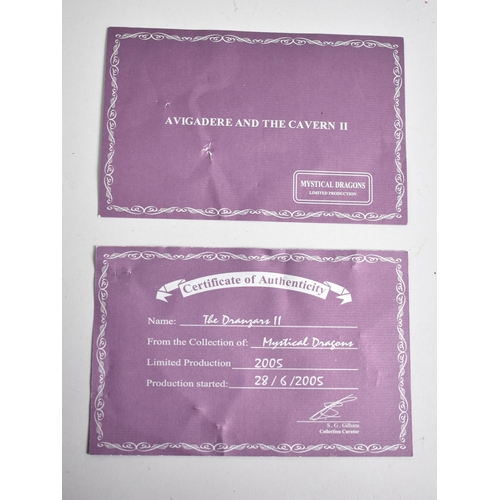 AVIGADERE AND THE CAVERN II
MYSTICAL DRAGONS
LIMITED PRODUCTION
Certificate of Authenticity
Name: The Dranzars II
From the Collection of: Mystical Dragons
Limited Production 2005
Production started: 28/6/2005
S. G. Gibson
Collection Curator